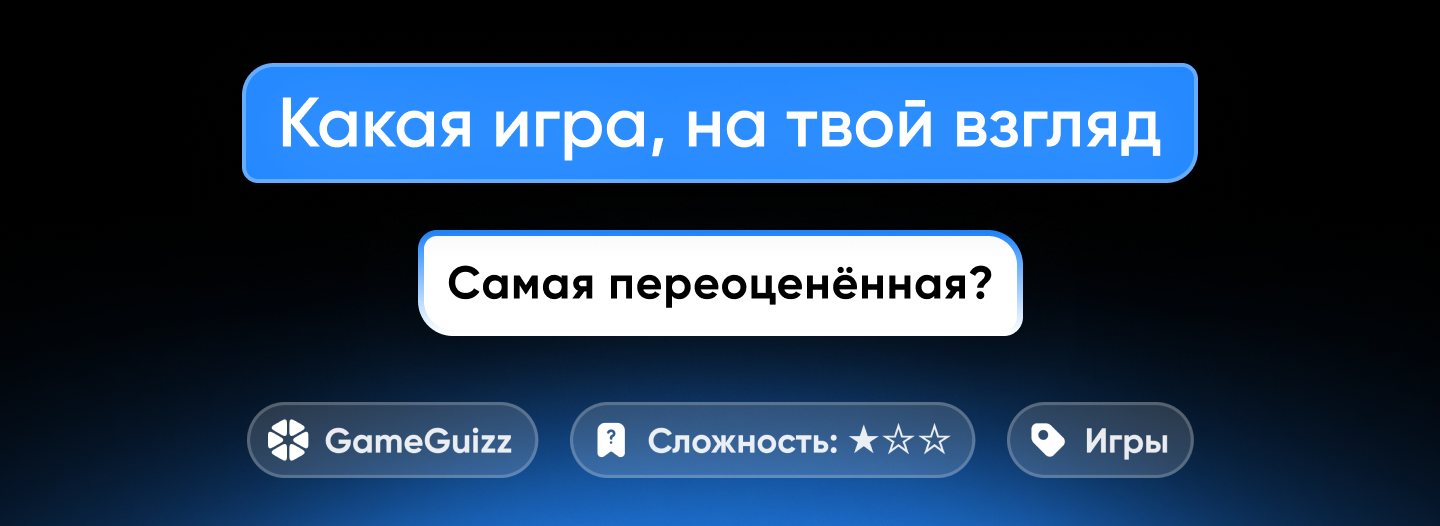 Какая игра, на твой взгляд
Самая переоценённая?
GameGuizz
Сложность: ★☆☆
Игры